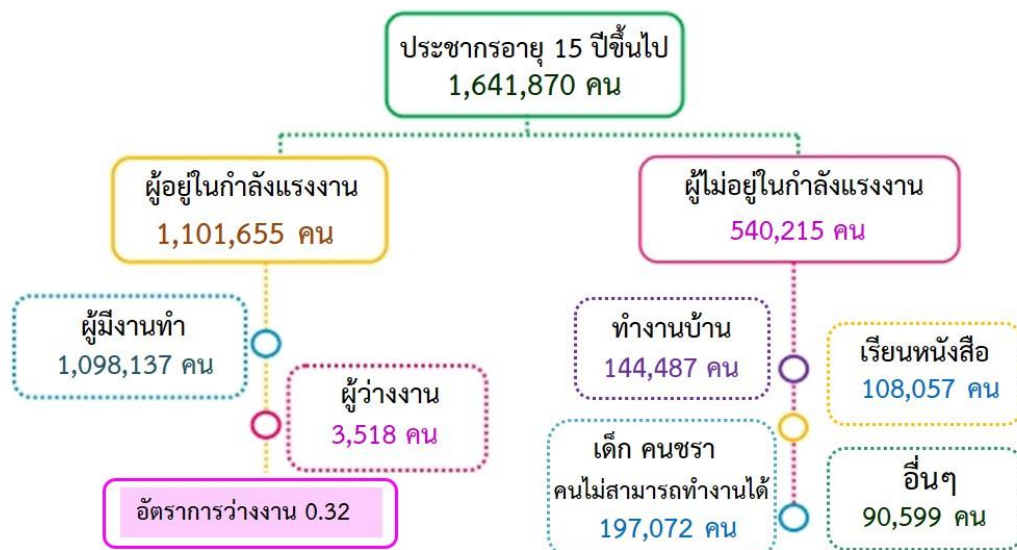 ประชากรอายุ 15 ปีขึ้นไป
1,641,870 คน
ผู้อยู่ในกำลังแรงงาน
1,101,655 คน
ผู้ไม่อยู่ในกำลังแรงงาน
540,215 คน
ผู้มีงานทำ
1,098,137 คน
ผู้ว่างงาน
3,518 คน
อัตราการว่างงาน 0.32
ทำงานบ้าน
144,487 คน
เรียนหนังสือ
108,057 คน
เด็ก คนชรา
คนไม่สามารถทำงานได้
197,072 คน
อื่นๆ
90,599 คน